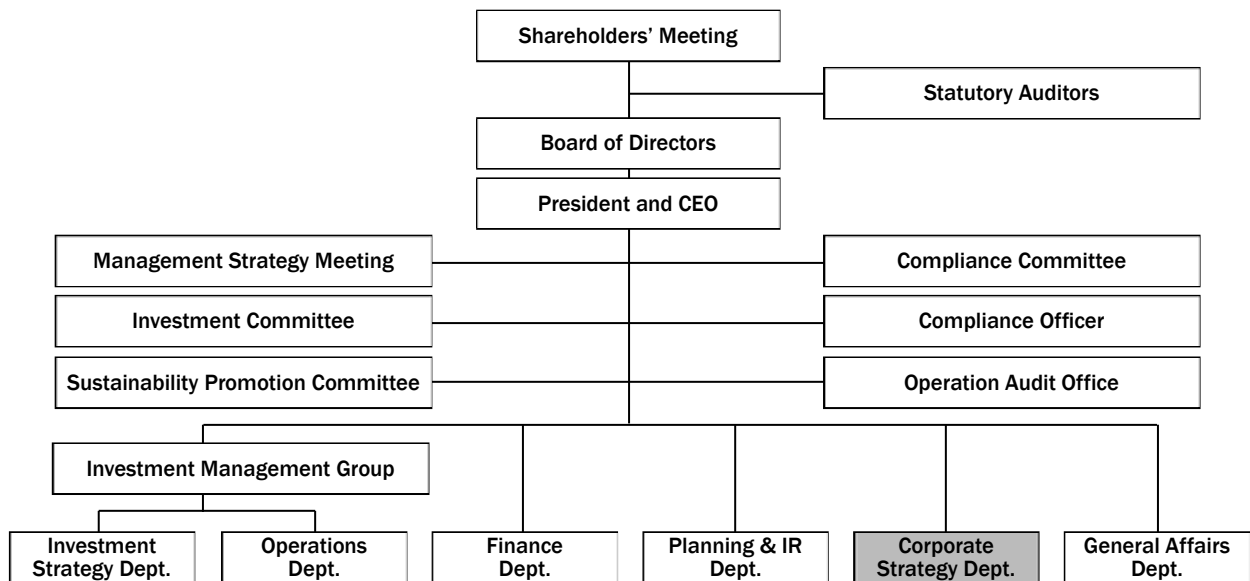 Shareholders’ Meeting
Statutory Auditors
Board of Directors
President and CEO
Management Strategy Meeting
Compliance Committee
Investment Committee
Compliance Officer
Sustainability Promotion Committee
Operation Audit Office
Investment Management Group
Investment
Strategy Dept.
Operations
Dept.
Finance
Dept.
Planning & IR
Dept.
Corporate
Strategy Dept.
General Affairs
Dept.